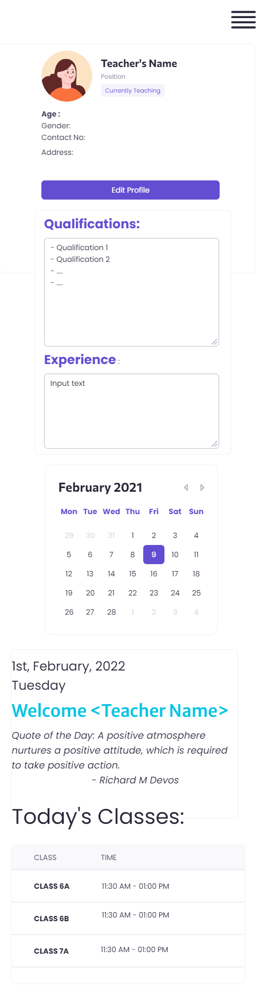 Teacher's Name
Position
Currently Teaching
Age :
Gender:
Contact No:
Address:
Edit Profile
Qualifications:
- Qualification 1
- Qualification 2
- ....
- ....
Experience :
Input text
February 2021
Mon Tue Wed Thu Fri Sat Sun
29 30 31 1 2 3 4
5 6 7 8 9 10 11
12 13 14 15 16 17 18
19 20 21 22 23 24 25
26 27 28 1 2 3 4
1st, February, 2022
Tuesday
Welcome <Teacher Name>
Quote of the Day: A positive atmosphere
nurtures a positive attitude, which is required
to take positive action.
- Richard M Devos
Today's Classes:
CLASS TIME
CLASS 6A 11:30 AM - 01:00 PM
CLASS 6B 11:30 AM - 01:00 PM
CLASS 7A 11:30 AM - 01:00 PM